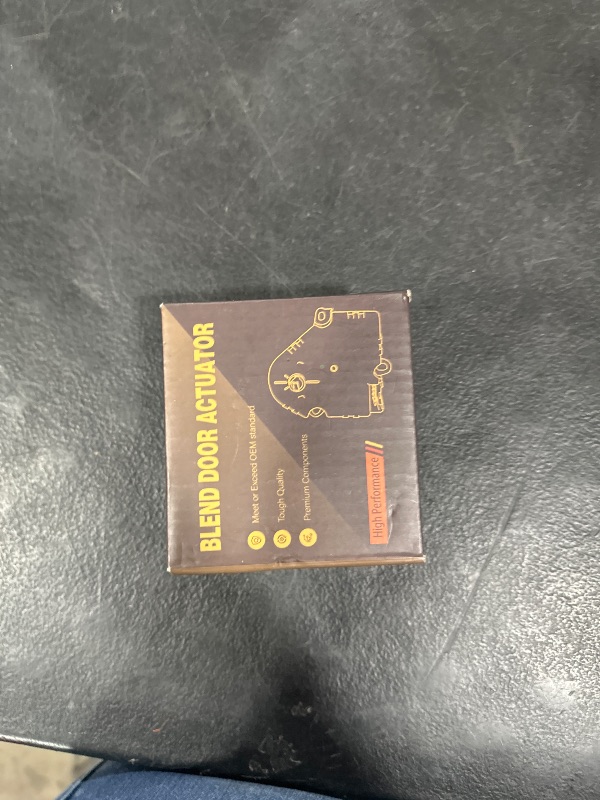 BLEND DOOR ACTUATOR
Meet or Exceed OEM standard
Tough Quality
Premium Components
High Performance